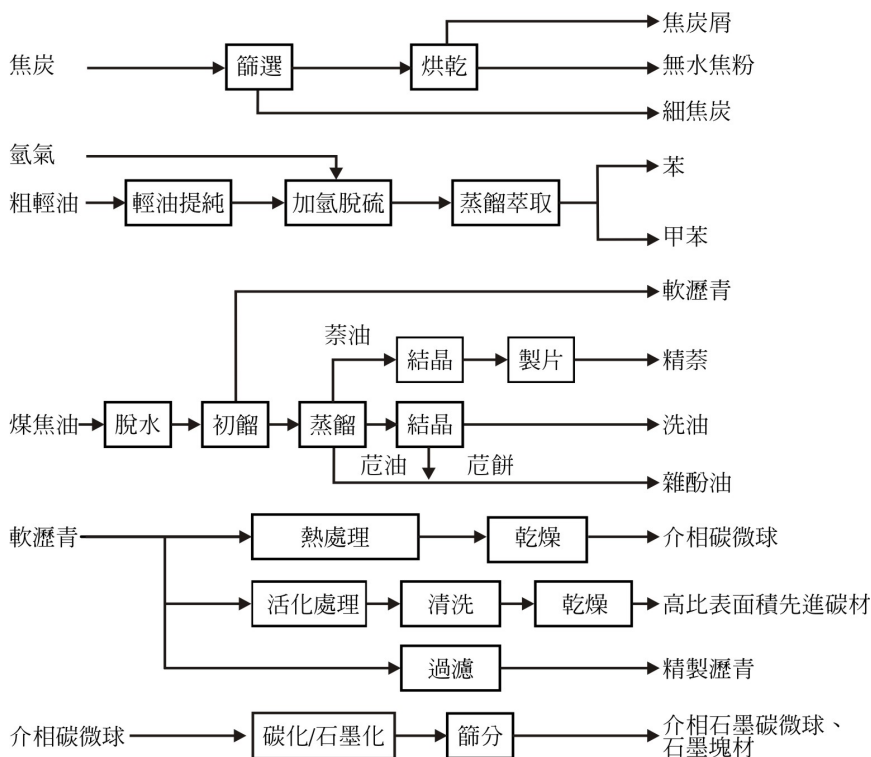 焦炭屑
焦炭
篩選
烘乾
無水焦粉
細焦炭
氫氣
苯
粗輕油
輕油提純
加氫脫硫
蒸餾萃取
甲苯
軟瀝青
萘油
結晶
製片
精萘
煤焦油
脫水
初餾
蒸餾
結晶
洗油
苊油
苊餅
雜酚油
軟瀝青
熱處理
乾燥
介相碳微球
活化處理
清洗
乾燥
高比表面積先進碳材
過濾
精製瀝青
介相碳微球
碳化/石墨化
篩分
介相石墨碳微球、
石墨塊材